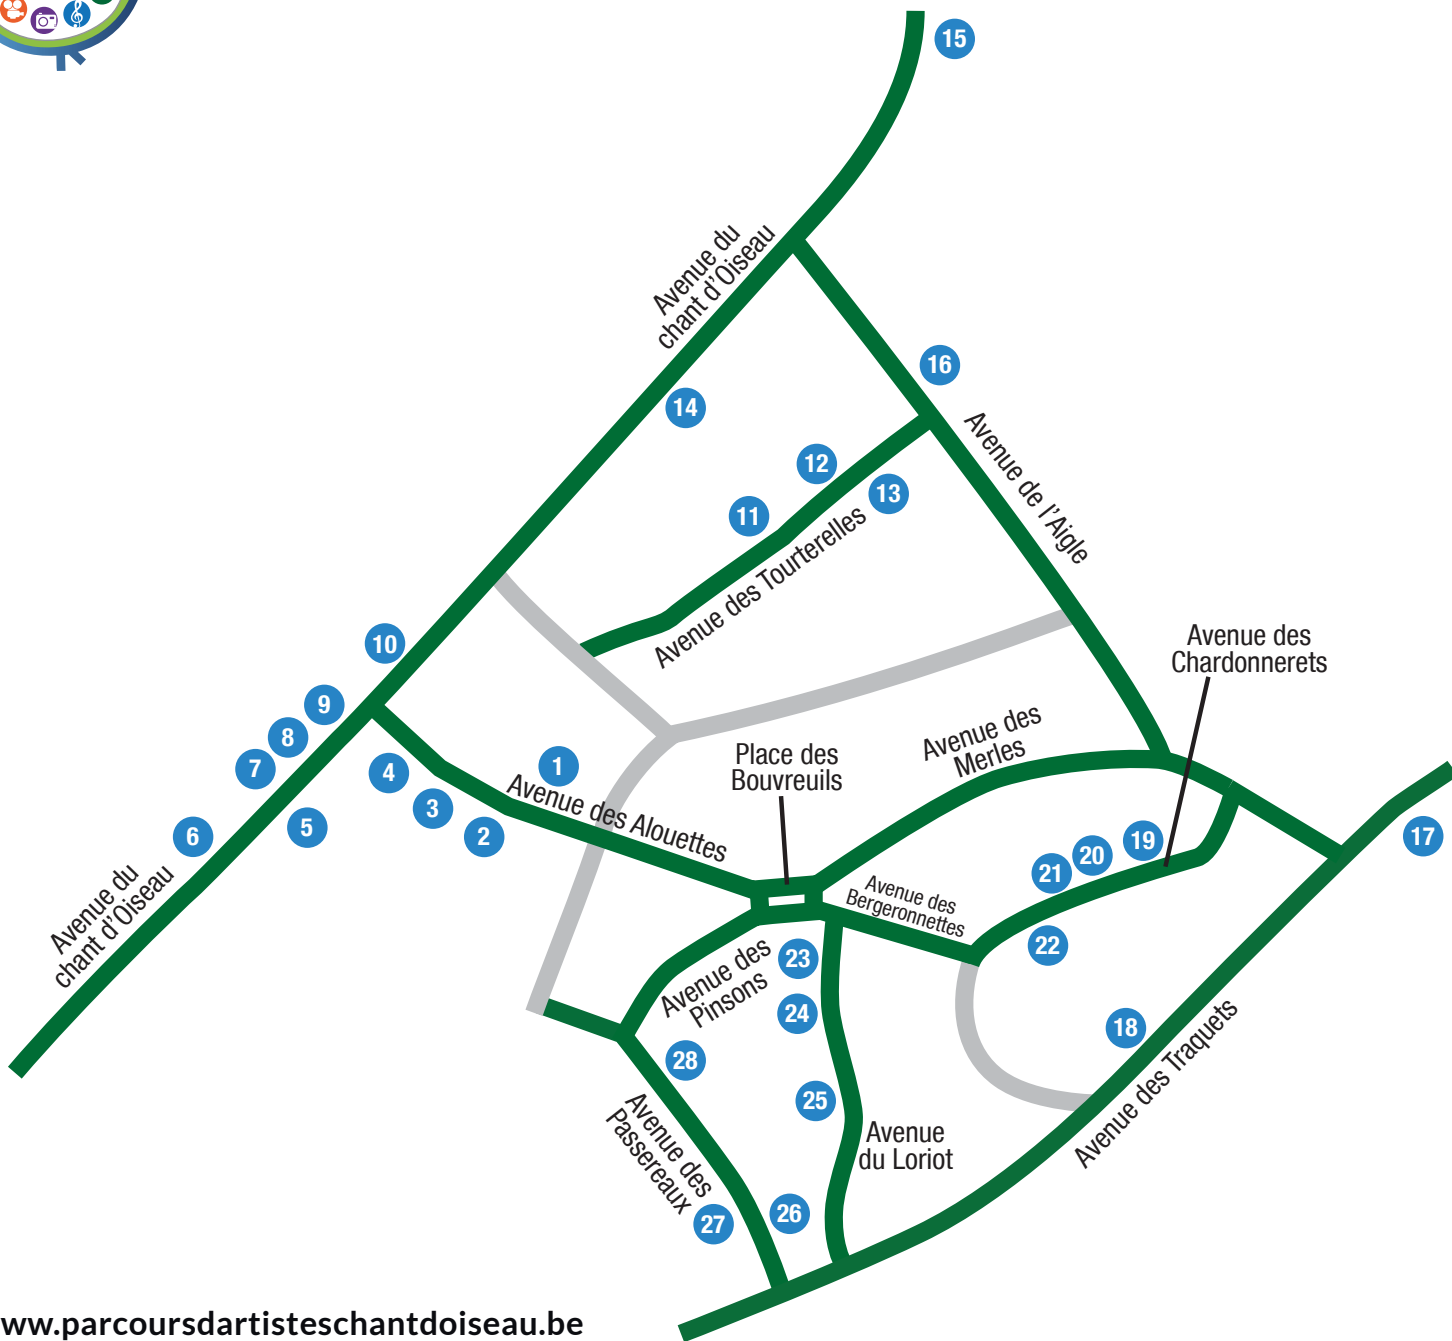 15
Avenue du
chant d'Oiseau
16
14
Avenue de l'Aigle
12
13
11
Avenue des Tourterelles
10
Avenue des
Chardonnerets
9
8
7
4
1
Avenue des
Merles
Place des
Bouvreuils
3
2
Avenue des Alouettes
5
6
17
19
20
21
Avenue du
chant d'Oiseau
Avenue des
Bergeronnettes
22
23
Avenue des
Pinsons
24
18
Avenue des Traquets
28
25
Avenue des
Passereaux
Avenue
du Loriot
26
27
ww.parcoursdartisteschantdoiseau.be